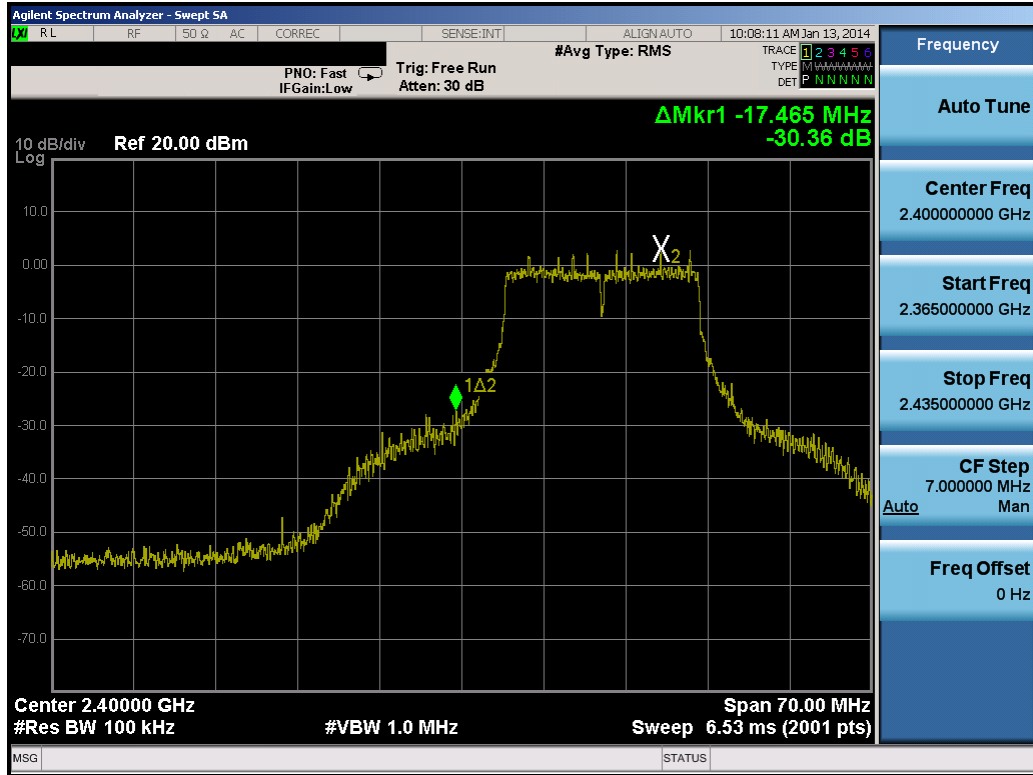 Agilent Spectrum Analyzer - Swept SA
LXI RL RF 50 Ω AC CORREC SENSE:INT ALIGN AUTO 10:08:11 AM Jan 13, 2014
PNO: Fast
IFGain:Low
Trig: Free Run
Atten: 30 dB
#Avg Type: RMS
TRACE 1 2 3 4 5 6
TYPE M WWWWW
DET P N N N N N
ΔMkr1 -17.465 MHz
-30.36 dB
10 dB/div Ref 20.00 dBm
Log
10.0
0.00
-10.0
-20.0
-30.0
-40.0
-50.0
-60.0
-70.0
X2
1Δ2
Center 2.40000 GHz Span 70.00 MHz
#Res BW 100 kHz #VBW 1.0 MHz Sweep 6.53 ms (2001 pts)
MSG STATUS
Frequency
Auto Tune
Center Freq
2.400000000 GHz
Start Freq
2.365000000 GHz
Stop Freq
2.435000000 GHz
CF Step
7.000000 MHz
Auto Man
Freq Offset
0 Hz